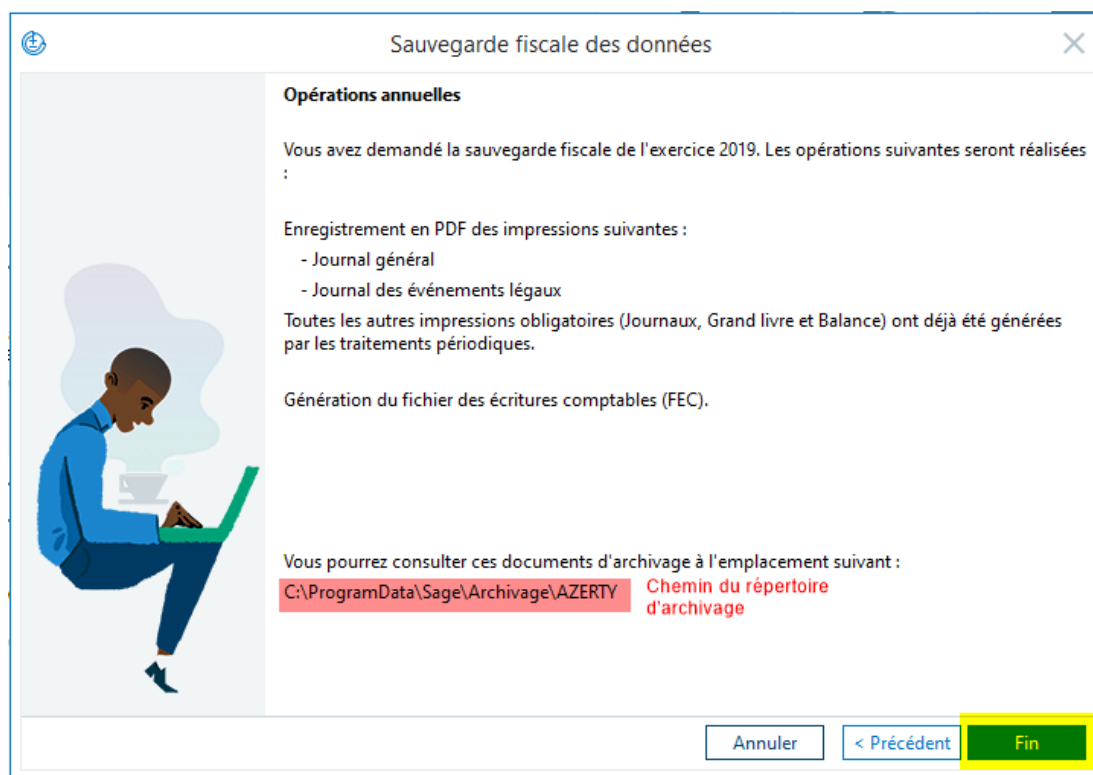 Sauvegarde fiscale des données
Opérations annuelles
Vous avez demandé la sauvegarde fiscale de l'exercice 2019. Les opérations suivantes seront réalisées
:
Enregistrement en PDF des impressions suivantes :
- Journal général
- Journal des événements légaux
Toutes les autres impressions obligatoires (Journaux, Grand livre et Balance) ont déjà été générées
par les traitements périodiques.
Génération du fichier des écritures comptables (FEC).
Vous pourrez consulter ces documents d'archivage à l'emplacement suivant :
C:\ProgramData\Sage\Archivage\AZERTY
Chemin du répertoire
d'archivage
Annuler
< Précédent
Fin